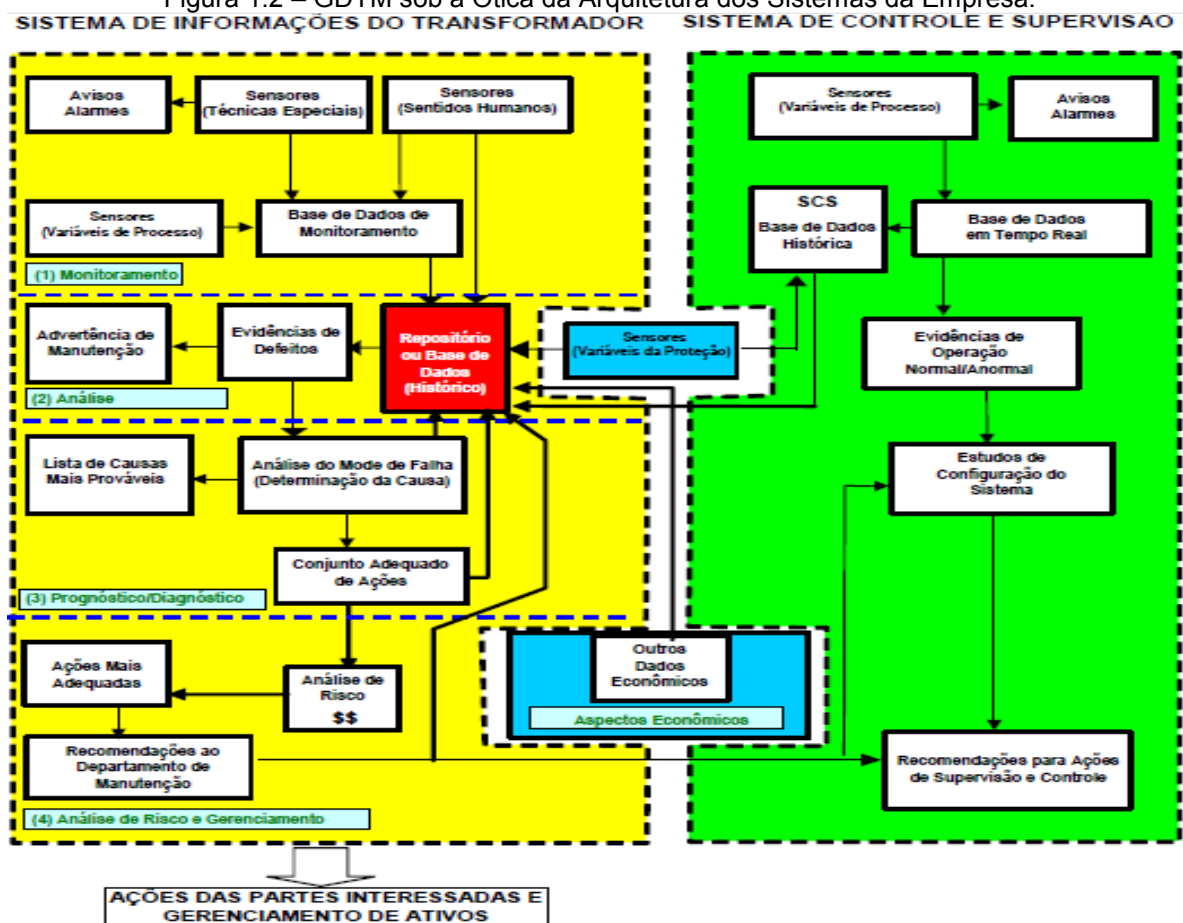 Figura 1.2 – GDTM sob a Ótica da Arquitetura dos Sistemas da Empresa.
SISTEMA DE INFORMAÇÕES DO TRANSFORMADOR
SISTEMA DE CONTROLE E SUPERVISÃO
Avisos
Alarmes
Sensores
(Técnicas Especiais)
Sensores
(Sentidos Humanos)
Sensores
(Variáveis de Processo)
Base de Dados de
Monitoramento
(1) Monitoramento
Advertência de
Manutenção
Evidências de
Defeitos
Repositório
ou Base de
Dados
(Histórico)
(2) Análise
Lista de Causas
Mais Prováveis
Análise do Mode de Falha
(Determinação da Causa)
Conjunto Adequado
de Ações
(3) Prognóstico/Diagnóstico
Ações Mais
Adequadas
Análise de
Risco
$$
Recomendações ao
Departamento de
Manutenção
(4) Análise de Risco e Gerenciamento
Sensores
(Variáveis da Proteção)
Outros
Dados
Econômicos
Aspectos Econômicos
Sensores
(Variáveis de Processo)
Avisos
Alarmes
SCS
Base de Dados
Histórica
Base de Dados
em Tempo Real
Evidências de
Operação
Normal/Anormal
Estudos de
Configuração do
Sistema
Recomendações para Ações
de Supervisão e Controle
AÇÕES DAS PARTES INTERESSADAS E
GERENCIAMENTO DE ATIVOS